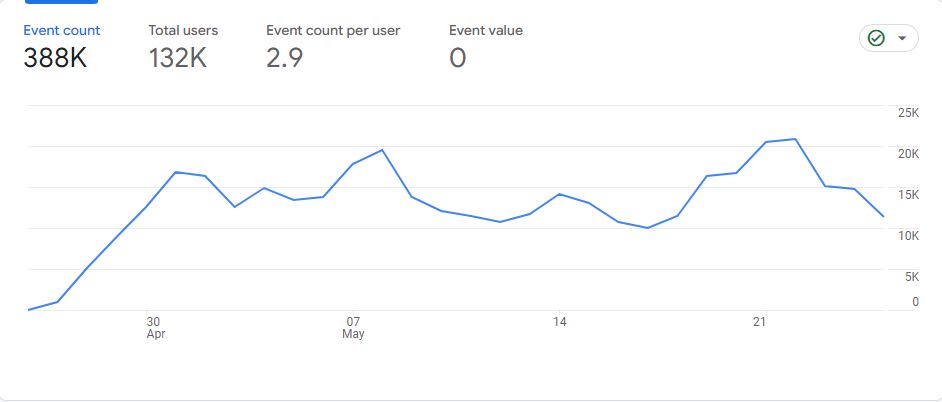 Event count Total users Event count per user Event value
388K 132K 2.9 0
25K
20K
15K
10K
5K
0
30 07 14 21
Apr May